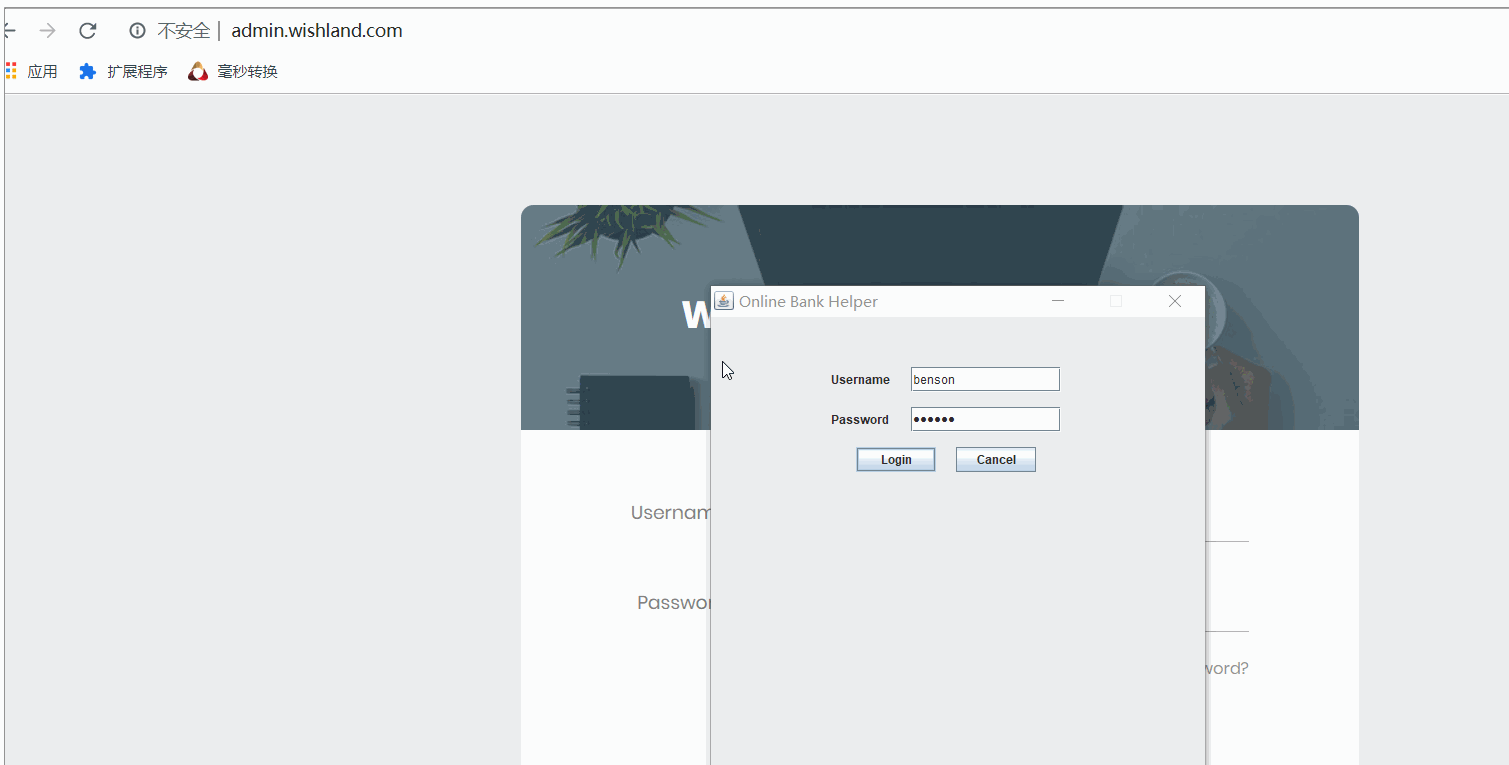 不安全 | admin.wishland.com
应用 扩展程序 毫秒转换
Online Bank Helper
W
Username benson
Password ••••••
Login Cancel
Usernam
Passwor
word?